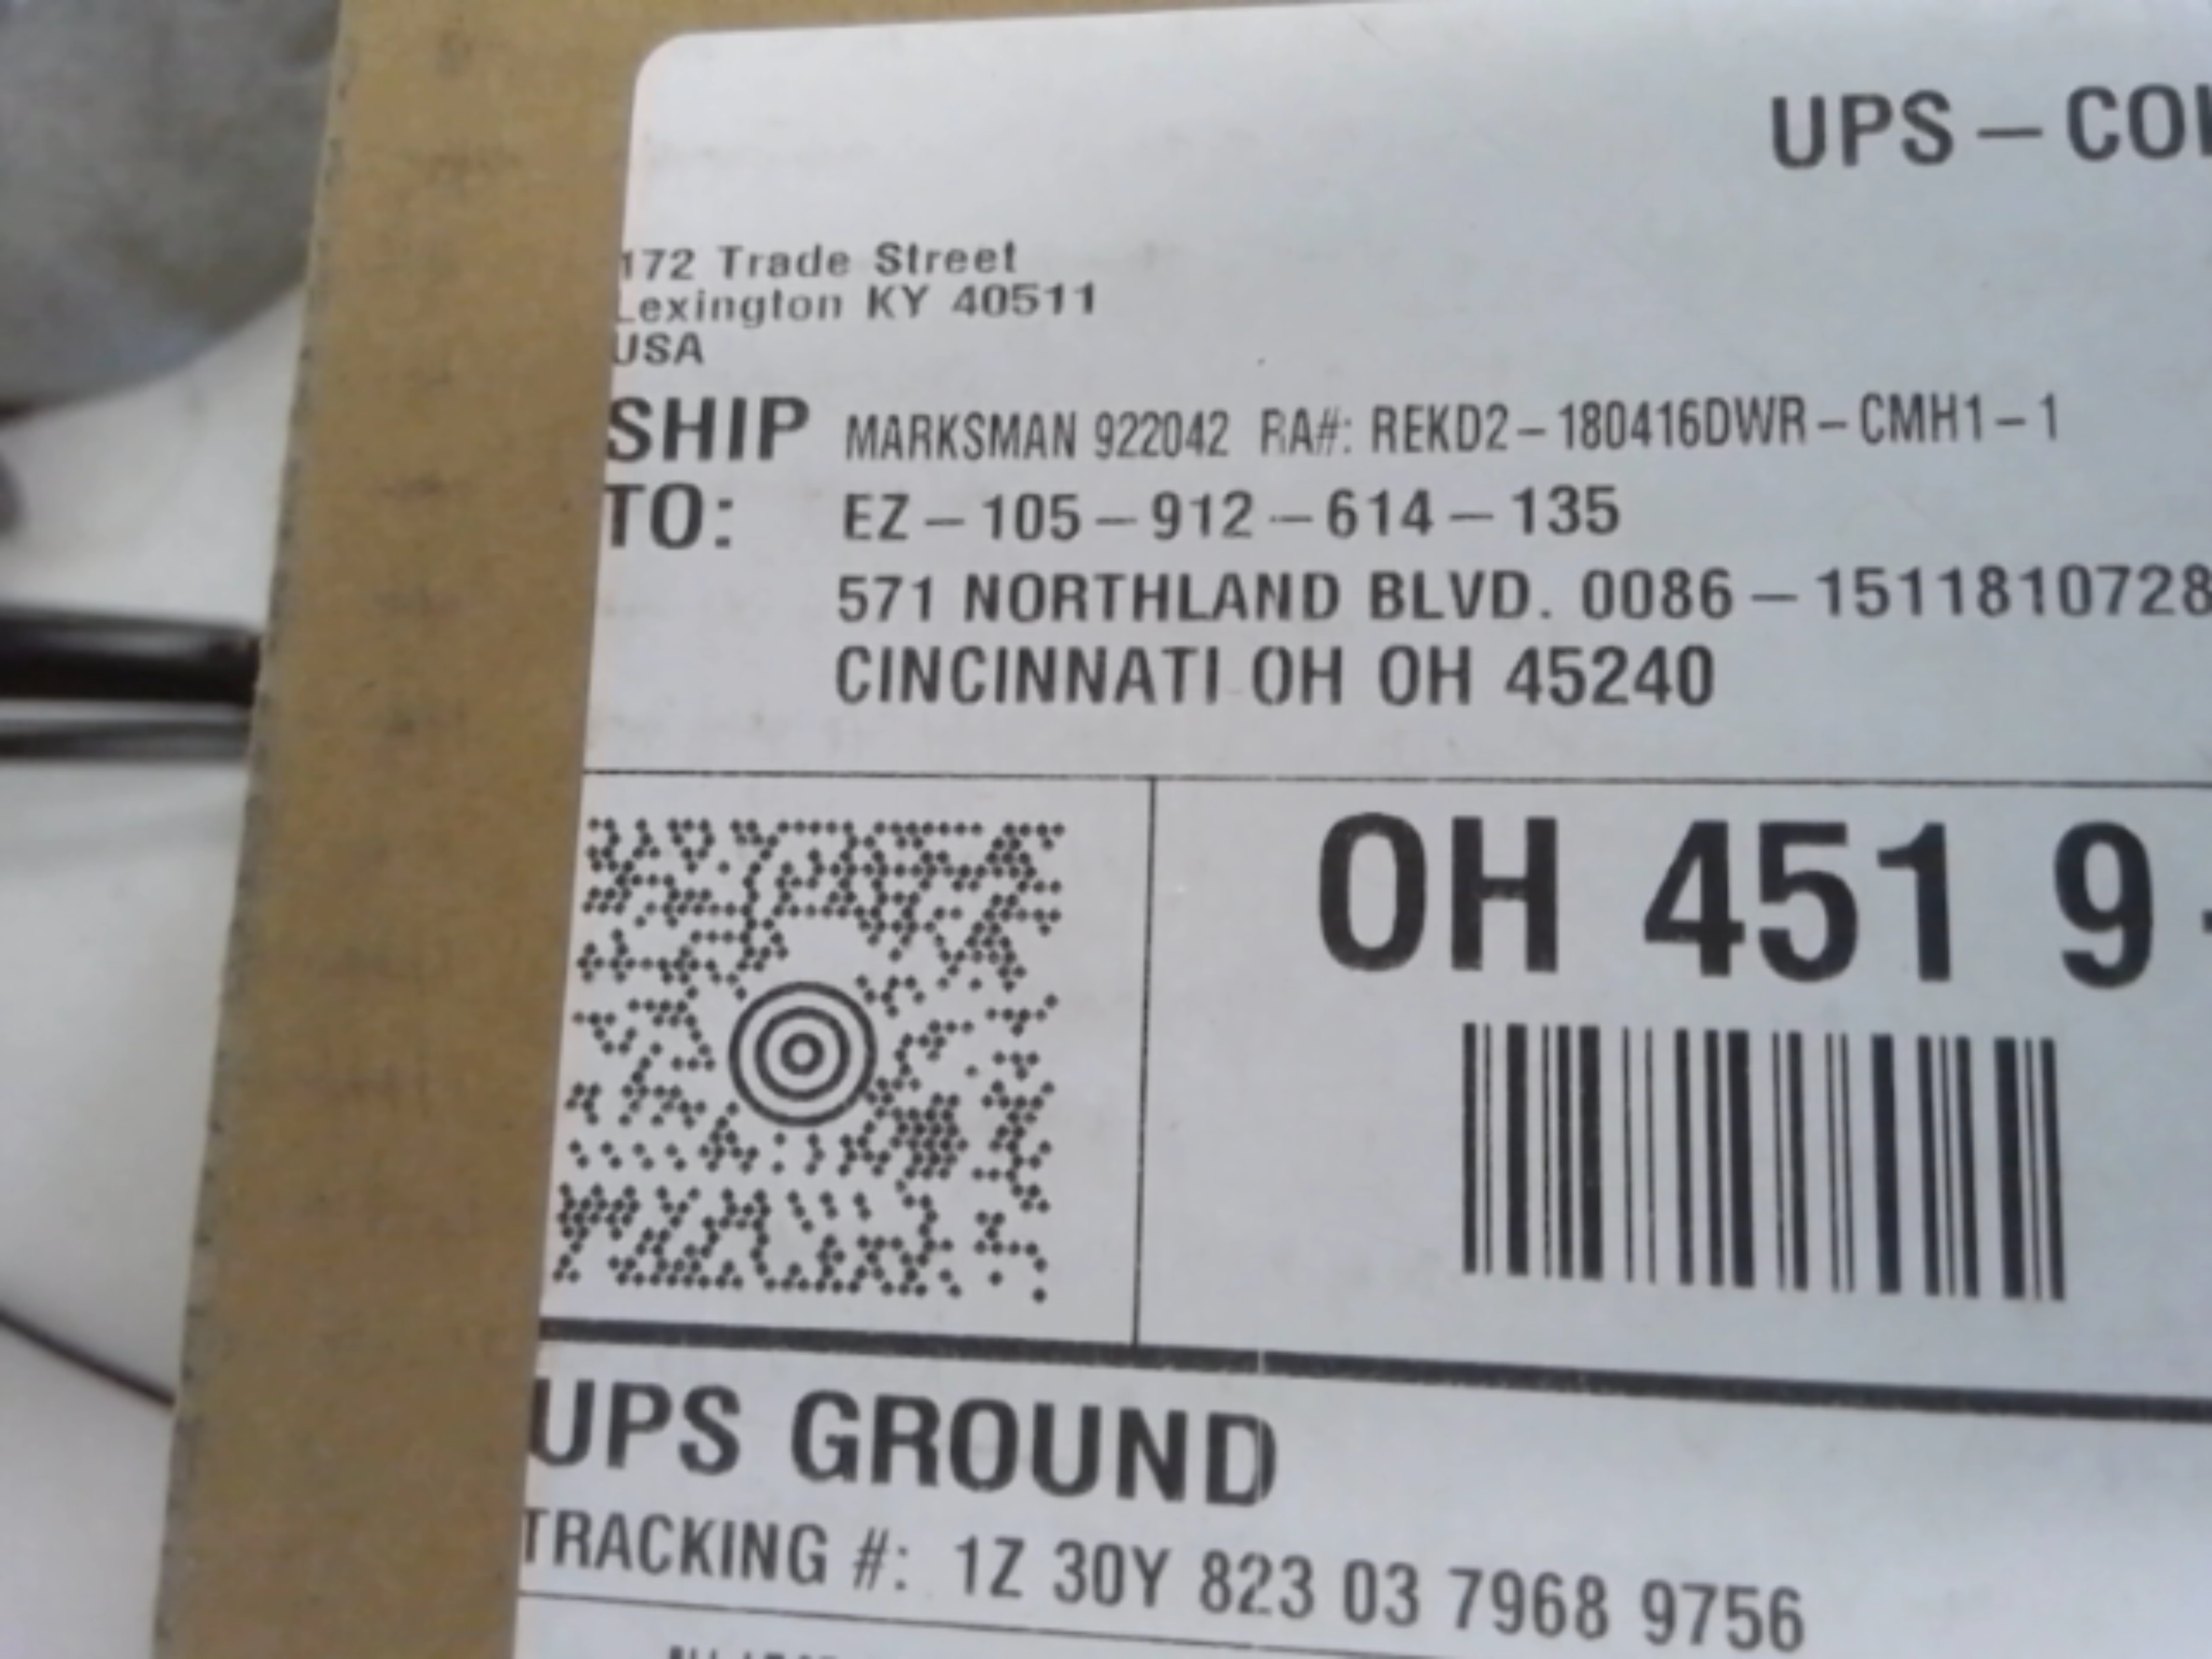 UPS – CO
172 Trade Street
Lexington KY 40511
USA
SHIP TO: MARKSMAN 922042 RA#: REKD2 – 180416DWR – CMH1 – 1
EZ – 105 – 912 – 614 – 135
571 NORTHLAND BLVD. 0086 – 1511810728
CINCINNATI OH OH 45240
OH 451 9
UPS GROUND
TRACKING #: 1Z 30Y 823 03 7968 9756